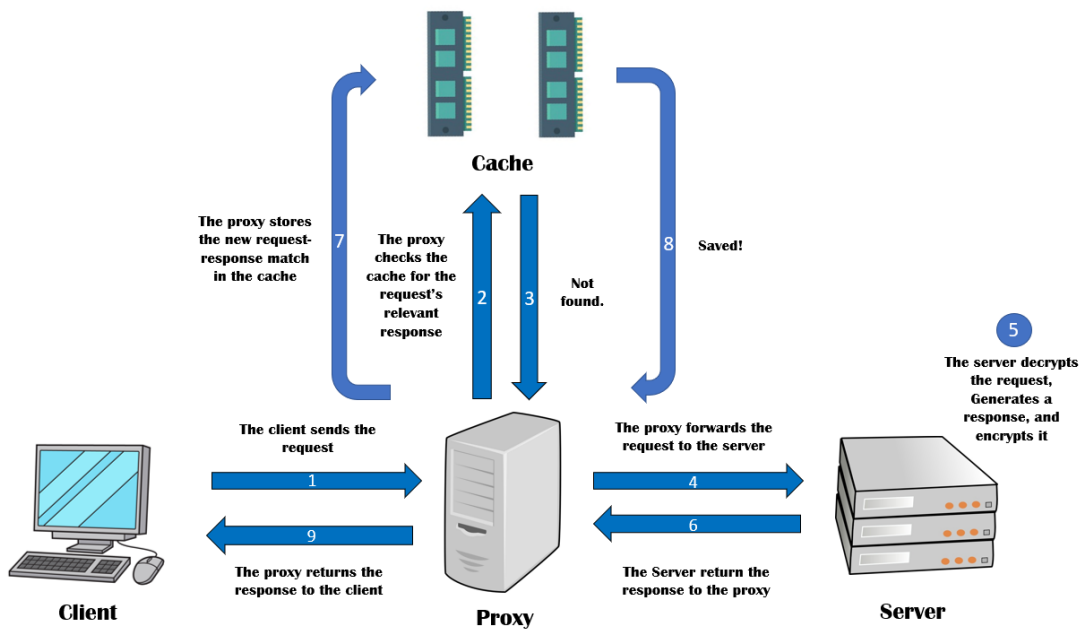 Cache
The proxy stores
the new request-
response match
in the cache
7
The proxy
checks the
cache for the
request's
relevant
response
2
3
Not
found.
8
Saved!
5
The server decrypts
the request,
Generates a
response, and
encrypts it
The client sends the
request
1
9
The proxy returns the
response to the client
The proxy forwards the
request to the server
4
6
The Server return the
response to the proxy
Client
Proxy
Server